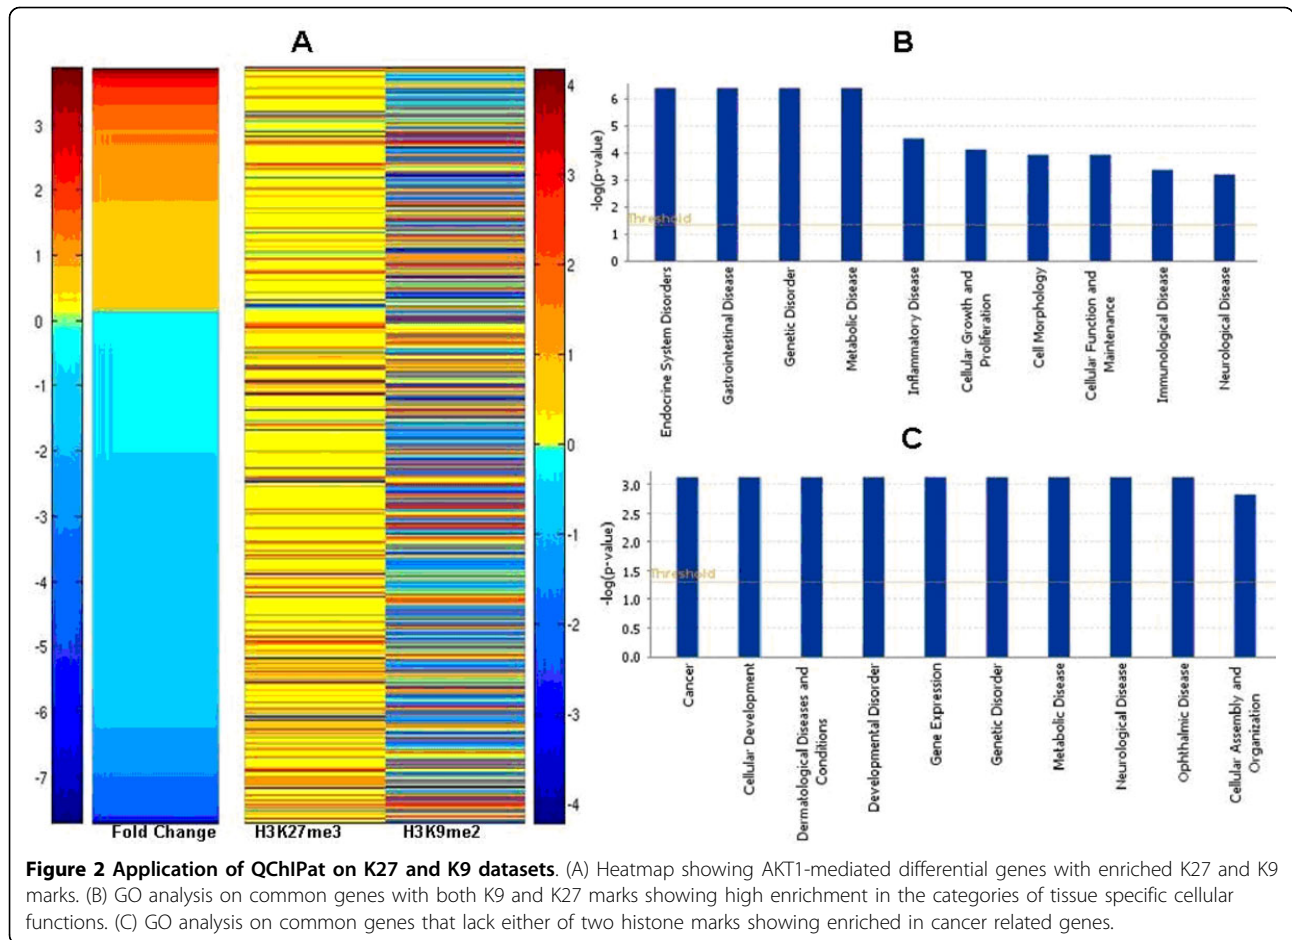 A
3
2
1
0
-1
-2
-3
-4
-5
-6
-7
Fold Change
H3K27me3
H3K9me2
4
3
2
1
0
-1
-2
-3
-4
B
-log(p-value)
6
5
4
3
2
1
0
Threshold
Endocrine System Disorders
Gastrointestinal Disease
Genetic Disorder
Metabolic Disease
Inflammatory Disease
Cellular Growth and
Proliferation
Cell Morphology
Cellular Function and
Maintenance
Immunological Disease
Neurological Disease
C
-log(p-value)
3.0
2.5
2.0
1.5
1.0
0.5
0.0
Threshold
Cancer
Cellular Development
Dermatological Diseases and
Conditions
Developmental Disorder
Gene Expression
Genetic Disorder
Metabolic Disease
Neurological Disease
Ophthalmic Disease
Cellular Assembly and
Organization
Figure 2 Application of QChIPat on K27 and K9 datasets. (A) Heatmap showing AKT1-mediated differential genes with enriched K27 and K9
marks. (B) GO analysis on common genes with both K9 and K27 marks showing high enrichment in the categories of tissue specific cellular
functions. (C) GO analysis on common genes that lack either of two histone marks showing enriched in cancer related genes.